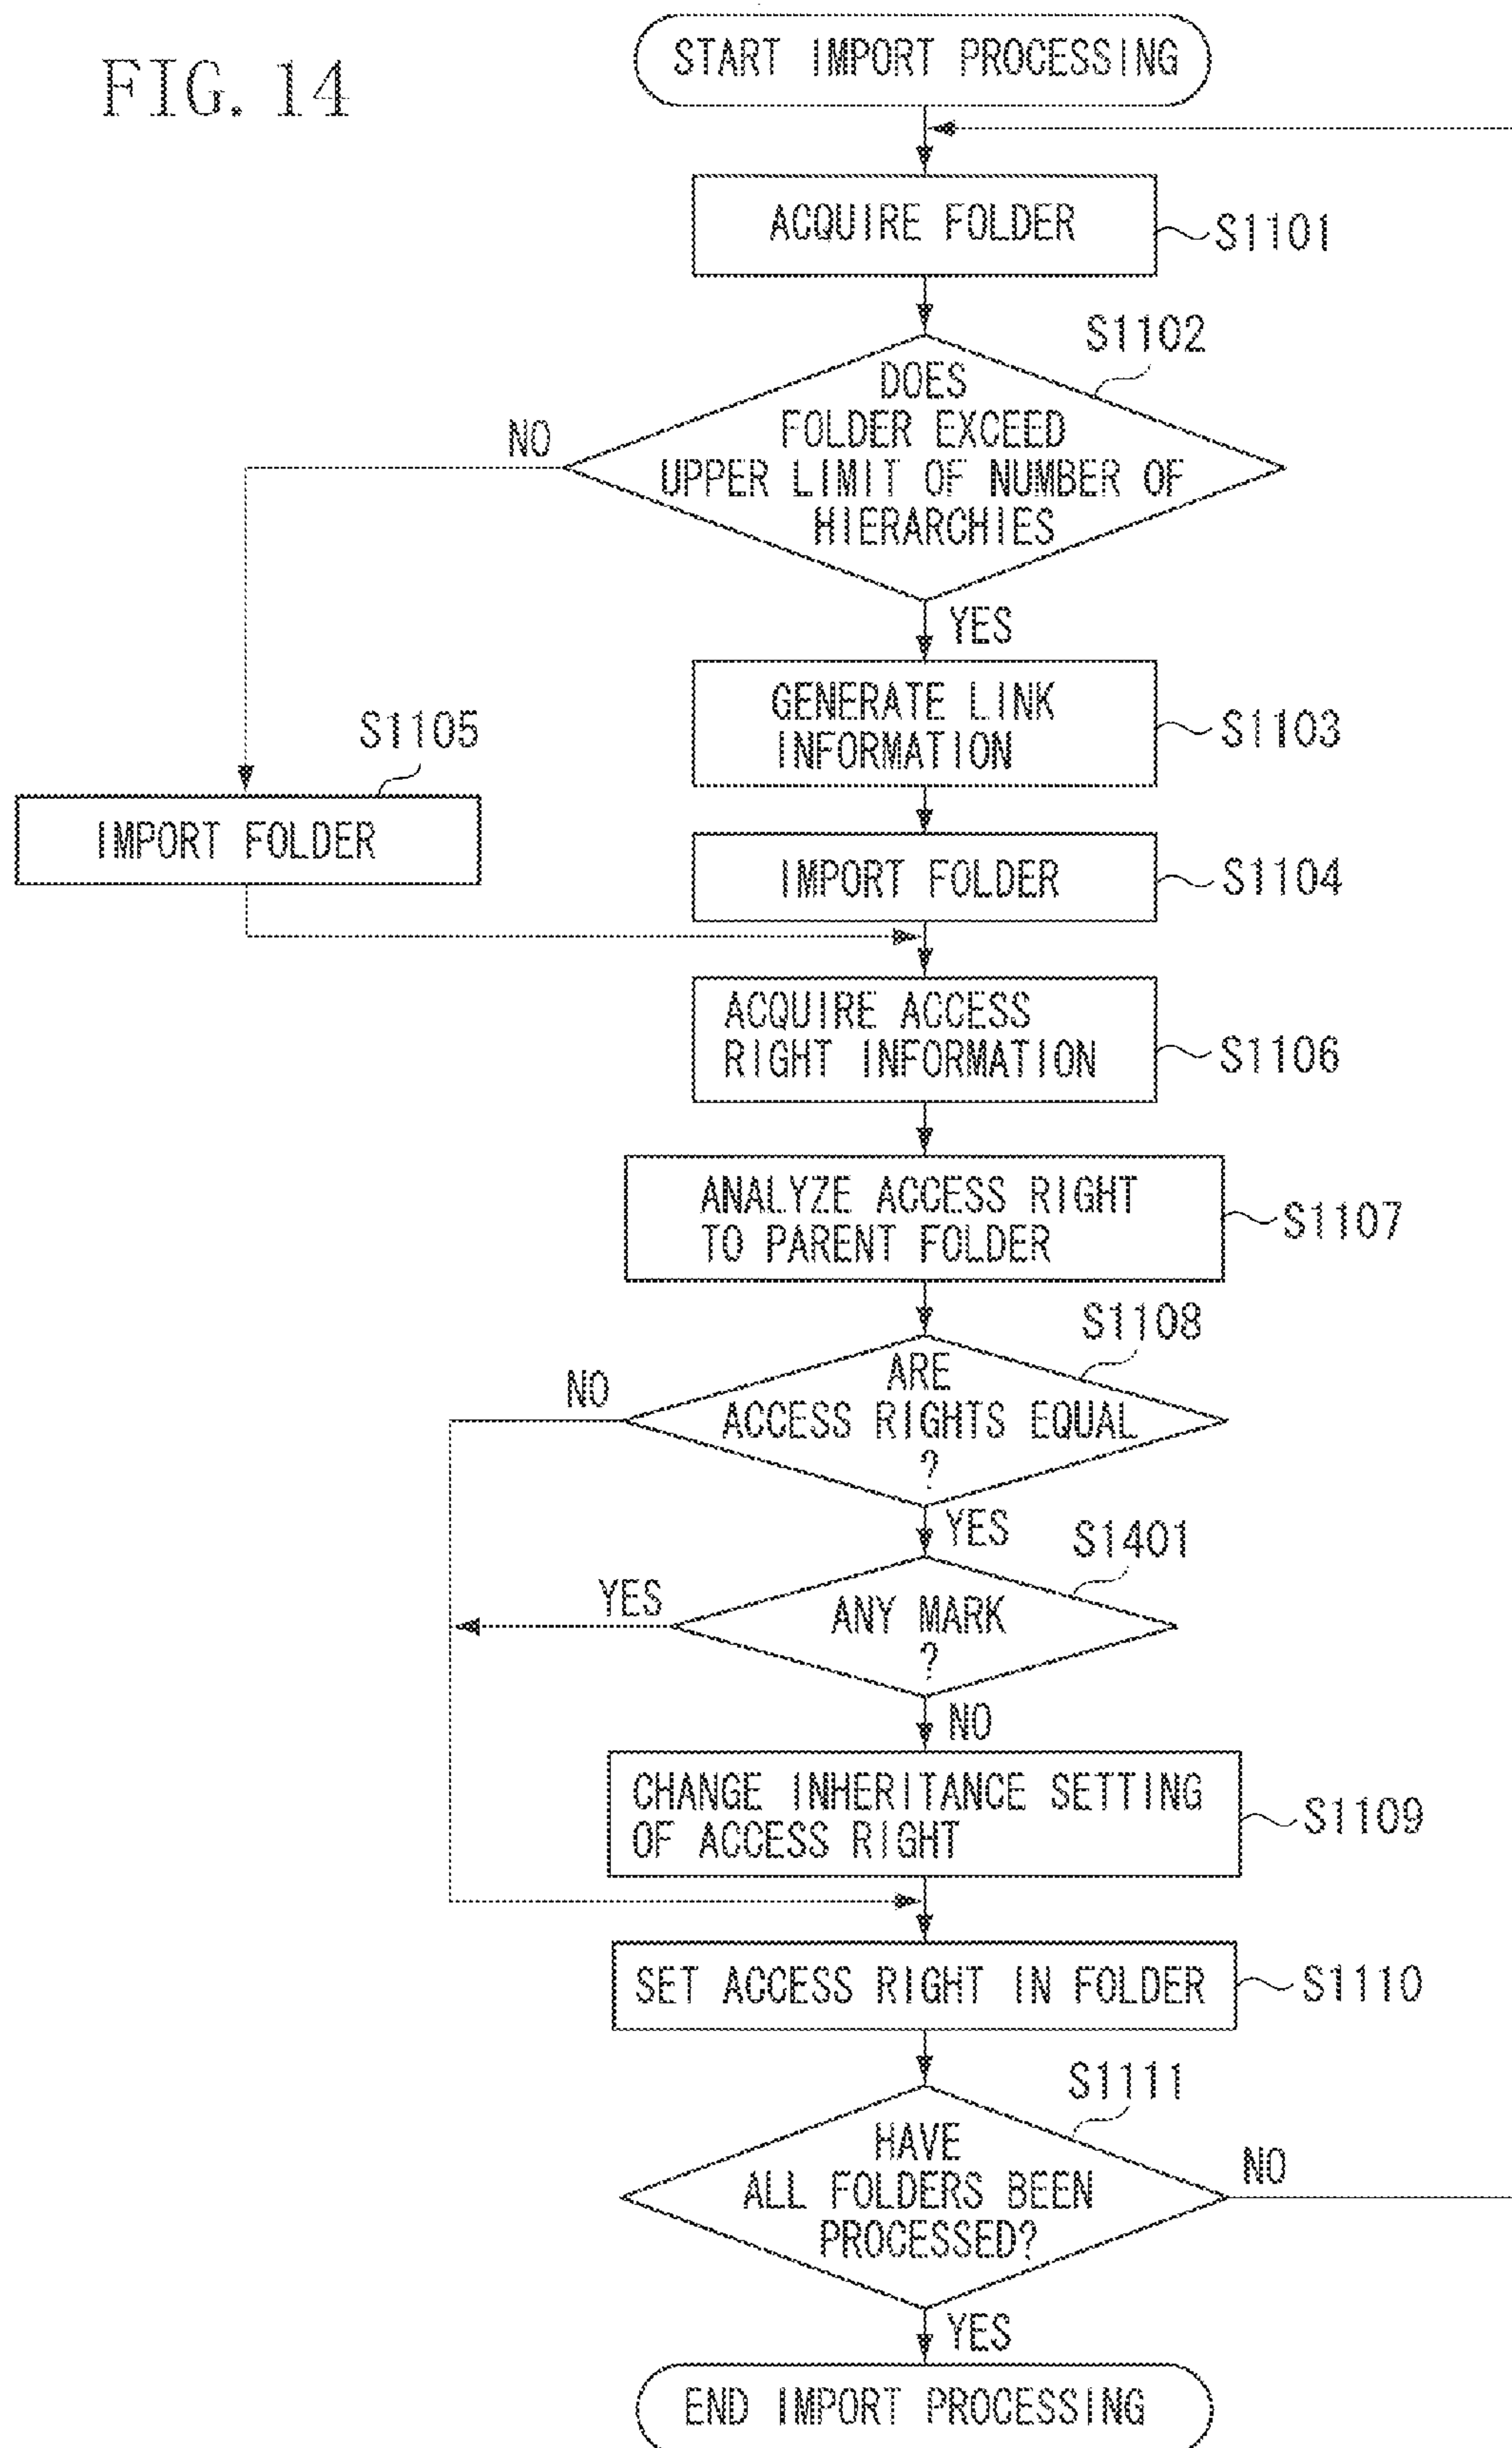 FIG. 14
START IMPORT PROCESSING
ACQUIRE FOLDER
S1101
S1102
DOES
FOLDER EXCEED
UPPER LIMIT OF NUMBER OF
HIERARCHIES
NO
YES
GENERATE LINK
INFORMATION
S1103
S1105
IMPORT FOLDER
IMPORT FOLDER
S1104
ACQUIRE ACCESS
RIGHT INFORMATION
S1106
ANALYZE ACCESS RIGHT
TO PARENT FOLDER
S1107
S1108
ARE
ACCESS RIGHTS EQUAL
?
NO
YES
S1401
ANY MARK
?
YES
NO
CHANGE INHERITANCE SETTING
OF ACCESS RIGHT
S1109
SET ACCESS RIGHT IN FOLDER
S1110
S1111
HAVE
ALL FOLDERS BEEN
PROCESSED?
NO
YES
END IMPORT PROCESSING